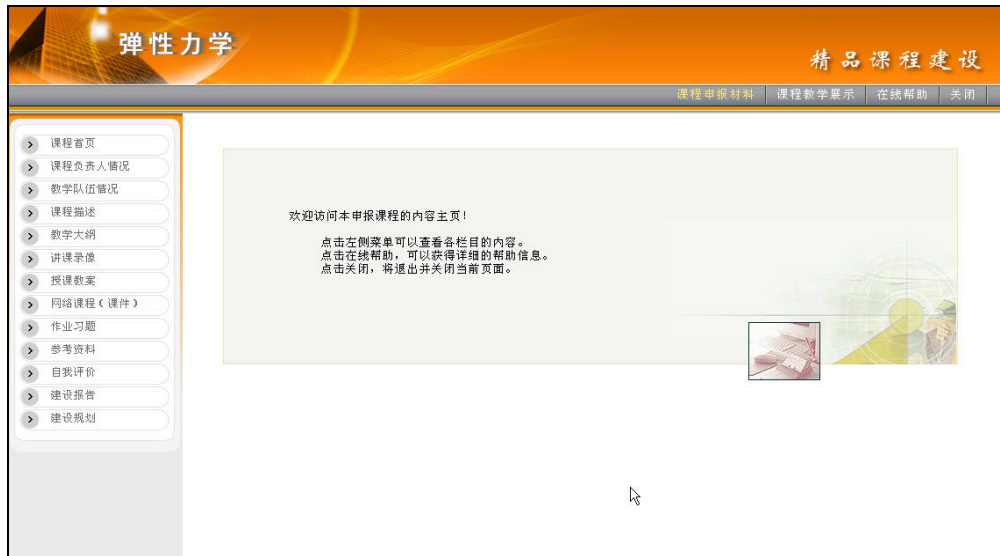 弹性力学
精品课程建设
课程申报材料 课程教学展示 在线帮助 关闭
课程首页
课程负责人情况
教学队伍情况
课程描述
教学大纲
讲课录像
授课教案
网络课程(课件)
作业习题
参考资料
自我评价
建设报告
建设规划
欢迎访问本申报课程的内容主页!
点击左侧菜单可以查看各栏目的内容。
点击在线帮助,可以获得详细的帮助信息。
点击关闭,将退出并关闭当前页面。